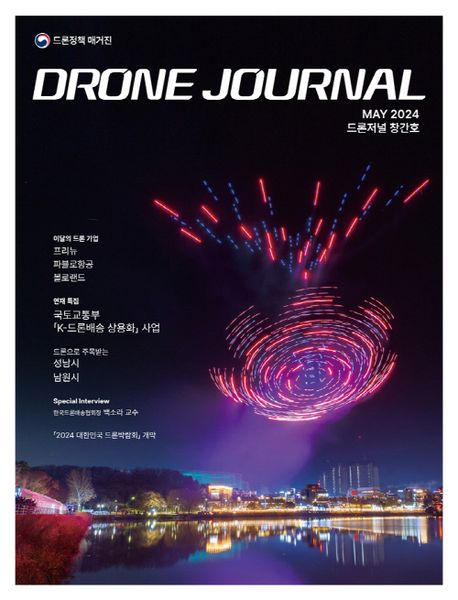 드론정책 매거진
DRONE JOURNAL
MAY 2024
드론저널 창간호
이달의 드론 기업
프리뉴
파블로항공
볼로랜드
연재 특집
국토교통부
「K-드론배송 상용화」 사업
드론으로 주목받는
성남시
남원시
Special Interview
한국드론배송협회장 백소라 교수
「2024 대한민국 드론박람회」 개막